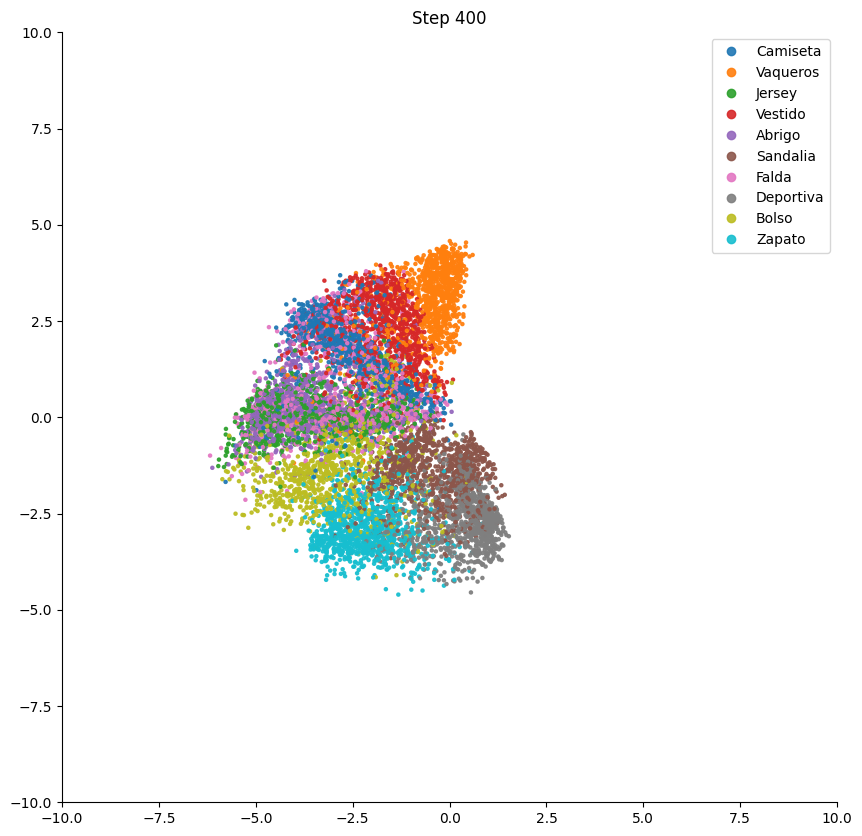 Step 400
10.0
7.5
5.0
2.5
0.0
−2.5
−5.0
−7.5
−10.0
−10.0 −7.5 −5.0 −2.5 0.0 2.5 5.0 7.5 10.0
Camiseta
Vaqueros
Jersey
Vestido
Abrigo
Sandalia
Falda
Deportiva
Bolso
Zapato